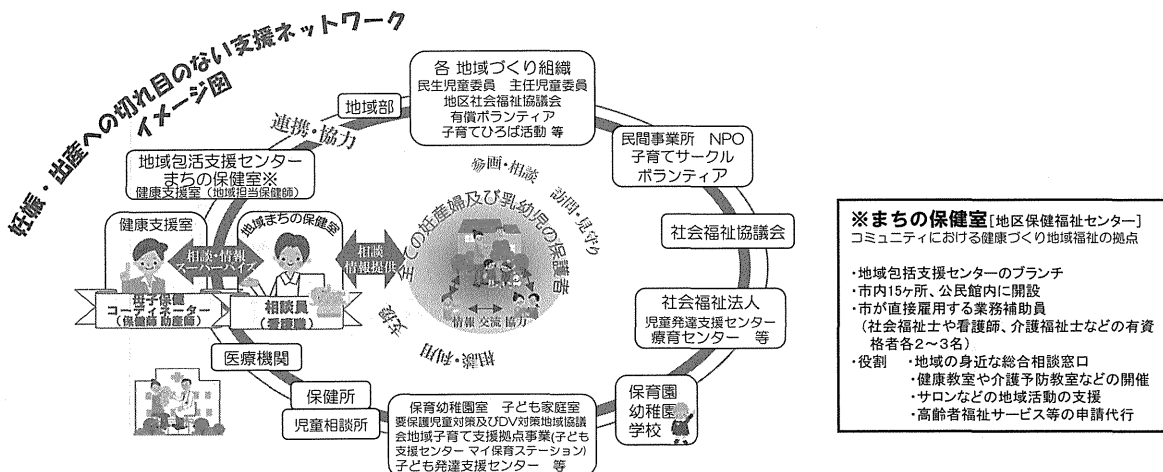 妊娠・出産への切れ目のない支援ネットワーク
イメージ図
各 地域づくり組織
民生児童委員 主任児童委員
地区社会福祉協議会
有償ボランティア
子育てひろば活動 等
地域部
連携・協力
民間事業所 NPO
子育てサークル
ボランティア
地域包括支援センター
まちの保健室※
健康支援室（地域担当保健師）
参画・相談
訪問・見守り
全ての妊産婦及び乳幼児の保護者
社会福祉協議会
健康支援室
地域まちの保健室
相談・情報
スーパーバイズ
相談
情報提供
母子保健
コーディネーター
(保健師 助産師)
相談員
(看護職)
情報 交流 協力
支援
相談・利用
社会福祉法人
児童発達支援センター
療育センター 等
医療機関
保健所
児童相談所
保育幼稚園室 子ども家庭室
要保護児童対策及びDV対策地域協議
会地域子育て支援拠点事業(子ども
支援センター マイ保育ステーション)
子ども発達支援センター 等
保育園
幼稚園
学校
※まちの保健室[地区保健福祉センター]
コミュニティにおける健康づくり地域福祉の拠点
・地域包括支援センターのブランチ
・市内15ヶ所、公民館内に開設
・市が直接雇用する業務補助員
(社会福祉士や看護師、介護福祉士などの有資
格者各2～3名)
・役割 ・地域の身近な総合相談窓口
・健康教室や介護予防教室などの開催
・サロンなどの地域活動の支援
・高齢者福祉サービス等の申請代行